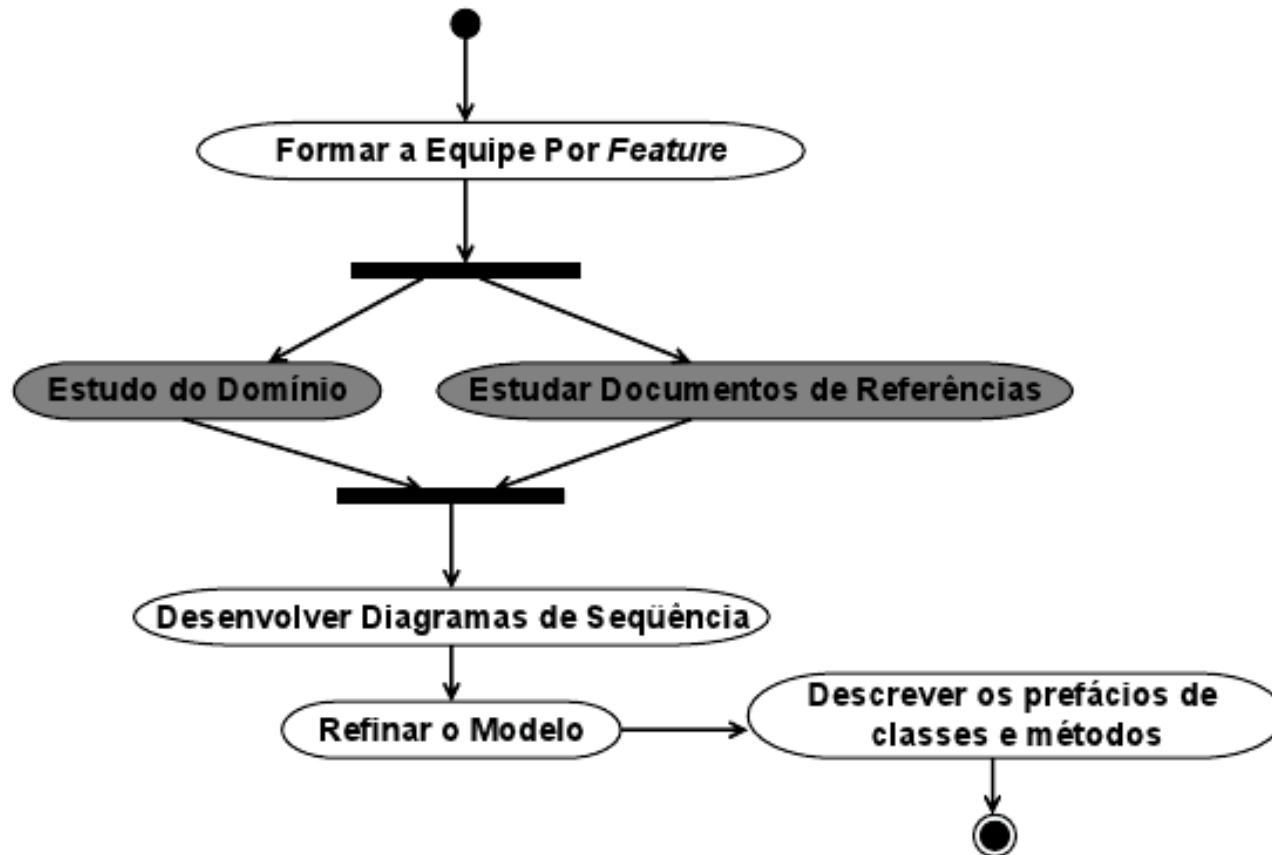 Formar a Equipe Por Feature
Estudo do Domínio
Estudar Documentos de Referências
Desenvolver Diagramas de Seqüência
Refinar o Modelo
Descrever os prefácios de
classes e métodos